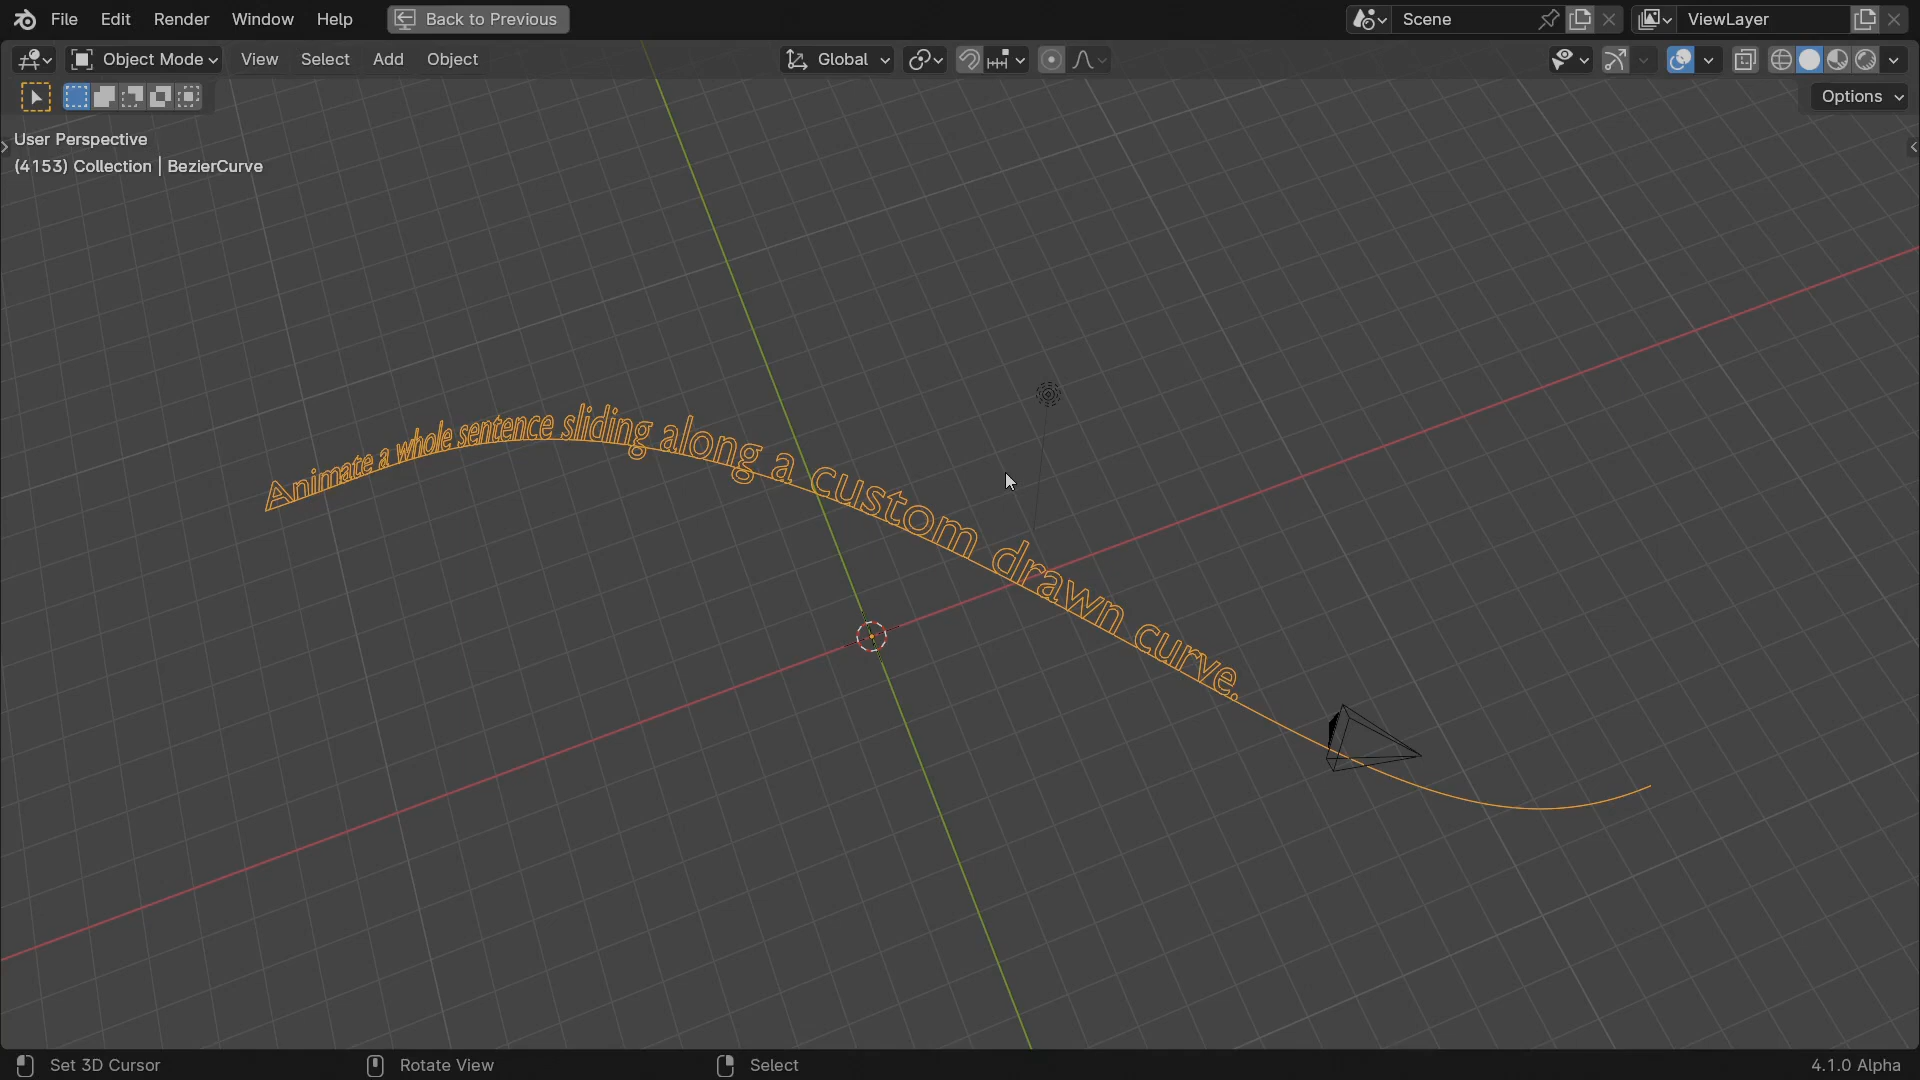 File Edit Render Window Help Back to Previous Scene ViewLayer
Object Mode View Select Add Object Global
Options
User Perspective
(4153) Collection | BezierCurve
Animate a whole sentence sliding along a custom drawn curve.
Set 3D Cursor Rotate View Select 4.1.0 Alpha